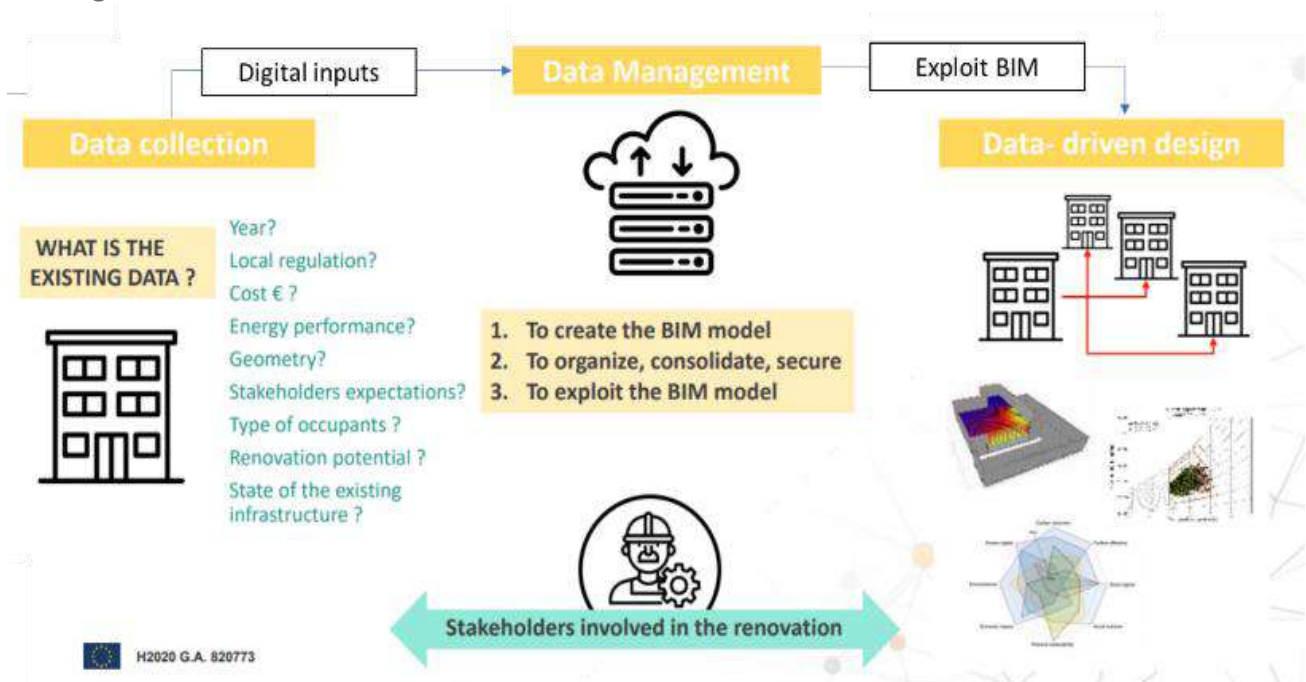 Digital inputs
Data Management
Exploit BIM
Data collection
Data- driven design
WHAT IS THE
EXISTING DATA ?
Year?
Local regulation?
Cost € ?
Energy performance?
Geometry?
Stakeholders expectations?
Type of occupants ?
Renovation potential ?
State of the existing
infrastructure ?
1. To create the BIM model
2. To organize, consolidate, secure
3. To exploit the BIM model
Stakeholders involved in the renovation
H2020 G.A. 820773